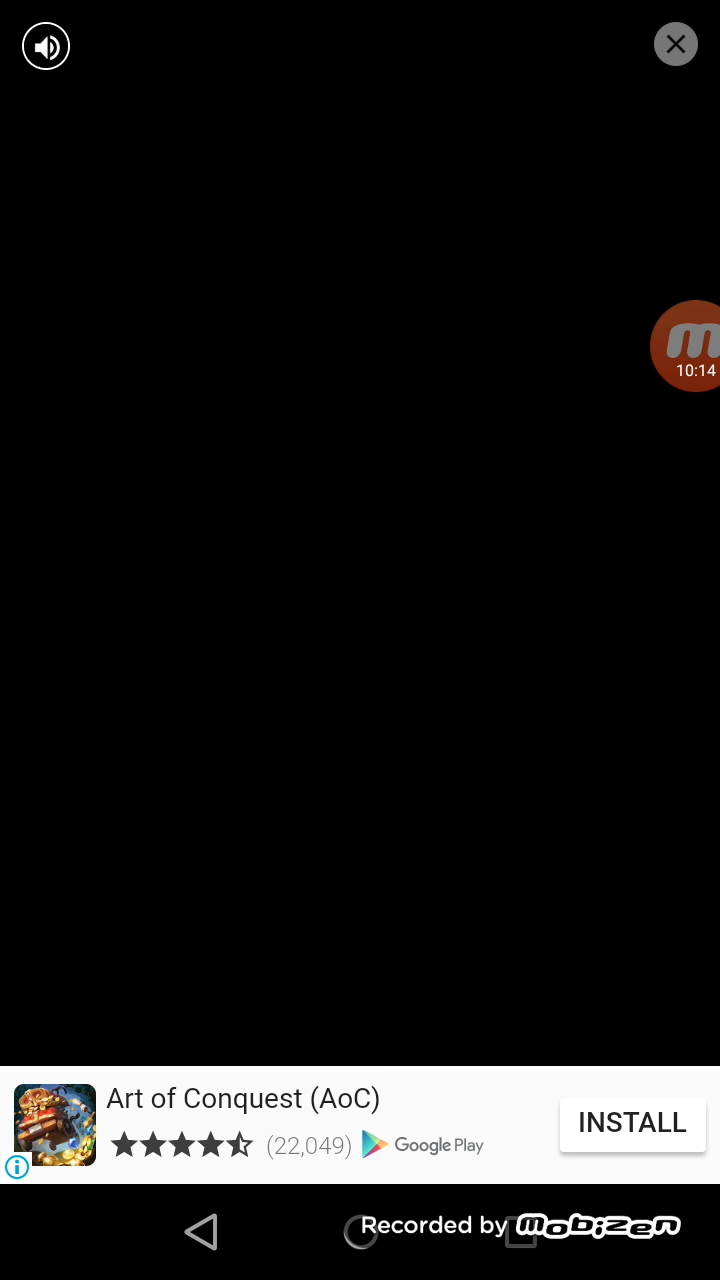 10:14
Art of Conquest (AoC)
(22,049) Google Play
INSTALL
Recorded by mobizen